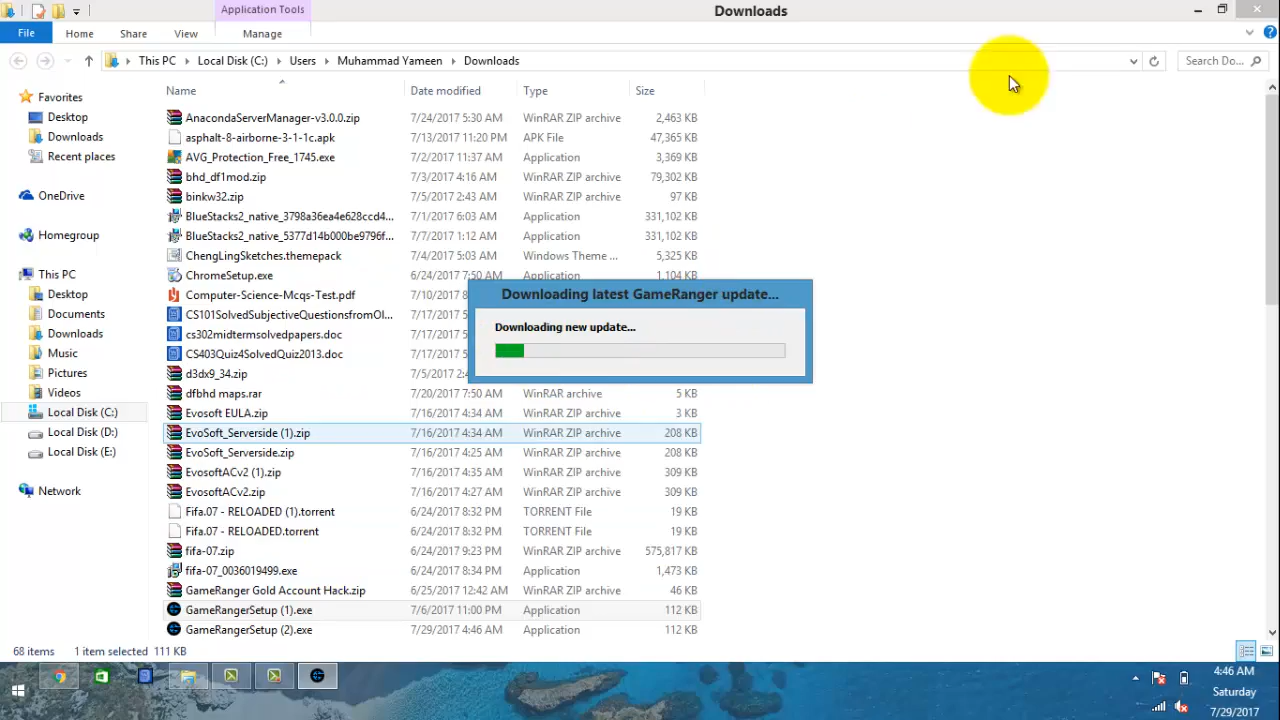 Application Tools
Downloads
File Home Share View Manage
This PC Local Disk (C:) Users Muhammad Yameen Downloads
Search Do...
Name Date modified Type Size
Favorites
Desktop
Downloads
Recent places
OneDrive
Homegroup
This PC
Desktop
Documents
Downloads
Music
Pictures
Videos
Local Disk (C:)
Local Disk (D:)
Local Disk (E:)
Network
AnacondaServerManager-v3.0.0.zip 7/24/2017 5:30 AM WinRAR ZIP archive 2,463 KB
asphalt-8-airborne-3-1-1c.apk 7/13/2017 11:20 PM APK File 47,365 KB
AVG_Protection_Free_1745.exe 7/2/2017 11:37 AM Application 3,369 KB
bhd_df1mod.zip 7/3/2017 4:16 AM WinRAR ZIP archive 79,302 KB
binkw32.zip 7/5/2017 2:43 AM WinRAR ZIP archive 97 KB
BlueStacks2_native_3798a36ea4e628ccd4... 7/1/2017 6:03 AM Application 331,102 KB
BlueStacks2_native_5377d14b000be9796f... 7/7/2017 1:12 AM Application 331,102 KB
ChengLingSketches.themepack 7/4/2017 5:03 AM Windows Theme ... 5,325 KB
ChromeSetup.exe 6/24/2017 7:50 AM Application 1,104 KB
Computer-Science-Mcqs-Test.pdf 7/10/2017
CS101SolvedSubjectiveQuestionsfromOl... 7/17/2017
cs302midtermsolvedpapers.doc 7/17/2017
CS403Quiz4SolvedQuiz2013.doc 7/17/2017
d3dx9_34.zip 7/5/2017
dfbhd maps.rar 7/20/2017 7:50 AM WinRAR archive 5 KB
Evosoft EULA.zip 7/16/2017 4:34 AM WinRAR ZIP archive 3 KB
EvoSoft_Serverside (1).zip 7/16/2017 4:34 AM WinRAR ZIP archive 208 KB
EvoSoft_Serverside.zip 7/16/2017 4:25 AM WinRAR ZIP archive 208 KB
EvosoftACv2 (1).zip 7/16/2017 4:35 AM WinRAR ZIP archive 309 KB
EvosoftACv2.zip 7/16/2017 4:27 AM WinRAR ZIP archive 309 KB
Fifa.07 - RELOADED (1).torrent 6/24/2017 8:32 PM TORRENT File 19 KB
Fifa.07 - RELOADED.torrent 6/24/2017 8:32 PM TORRENT File 19 KB
fifa-07.zip 6/24/2017 9:23 PM WinRAR ZIP archive 575,817 KB
fifa-07_0036019499.exe 6/24/2017 8:34 PM Application 1,473 KB
GameRanger Gold Account Hack.zip 6/25/2017 12:42 AM WinRAR ZIP archive 46 KB
GameRangerSetup (1).exe 7/6/2017 11:00 PM Application 112 KB
GameRangerSetup (2).exe 7/29/2017 4:46 AM Application 112 KB
Downloading latest GameRanger update...
Downloading new update...
68 items 1 item selected 111 KB
4:46 AM
Saturday
7/29/2017